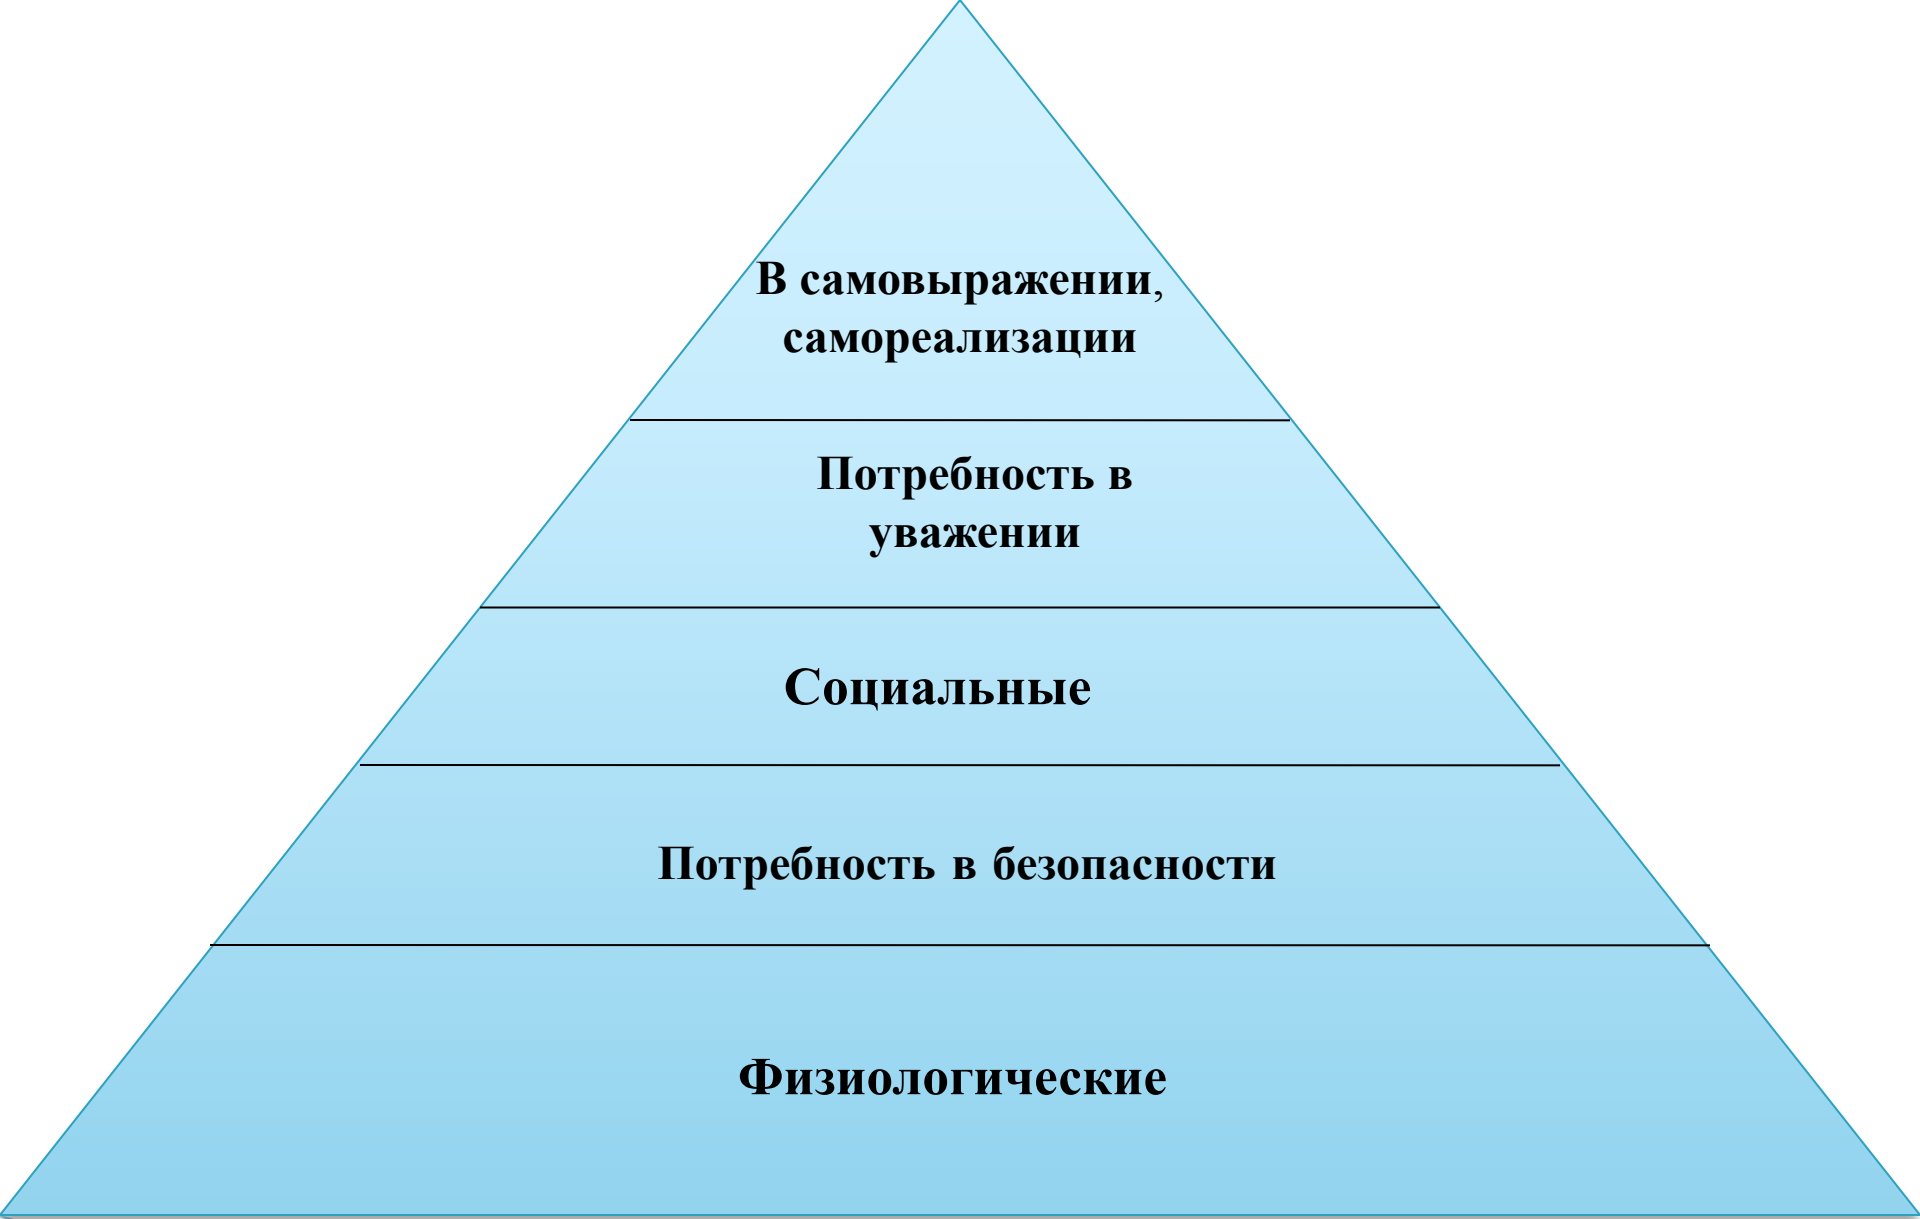 В самовыражении,
самореализации
Потребность в
уважении
Социальные
Потребность в безопасности
Физиологические